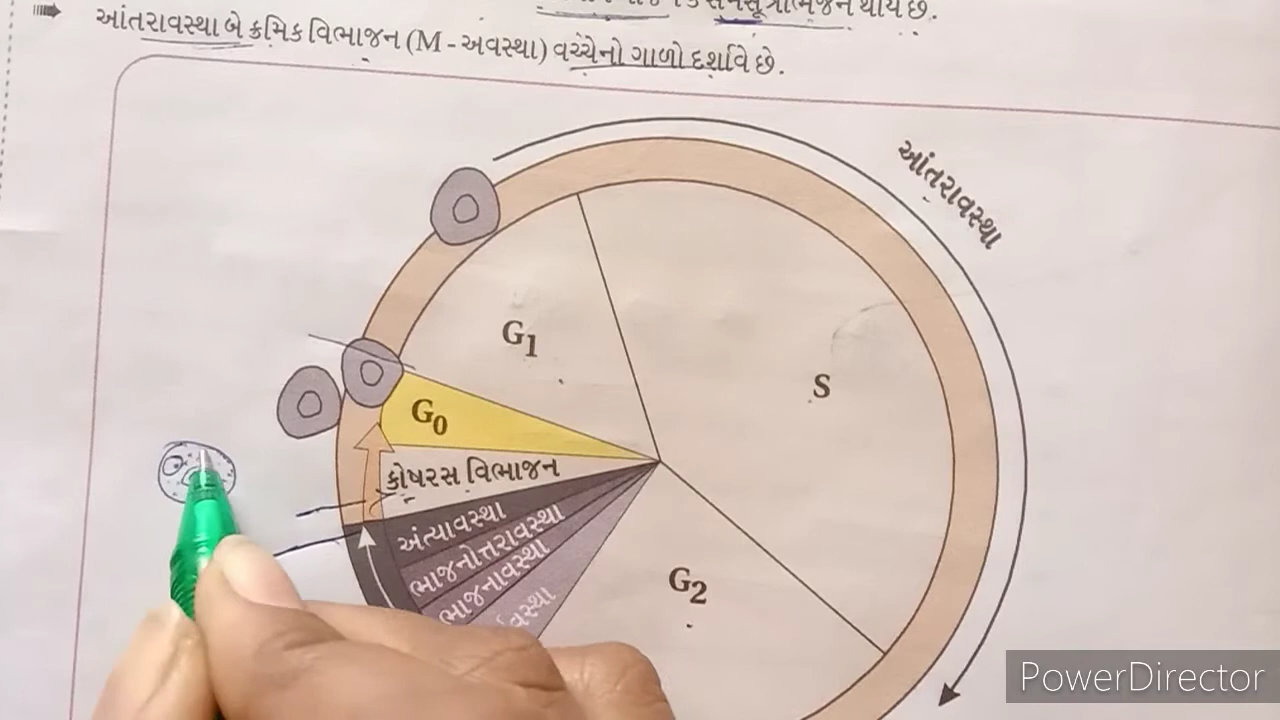 થાય છે.
આંતરાવસ્થા બે ક્રમિક વિભાજન (M - અવસ્થા) વચ્ચેનો ગાળો દર્શાવે છે.
આંતરાવસ્થા
G1
S
G0
કોષરસ વિભાજન
અંત્યાવસ્થા
ભાજનોત્તરાવસ્થા
ભાજનાવસ્થા
G2
PowerDirector